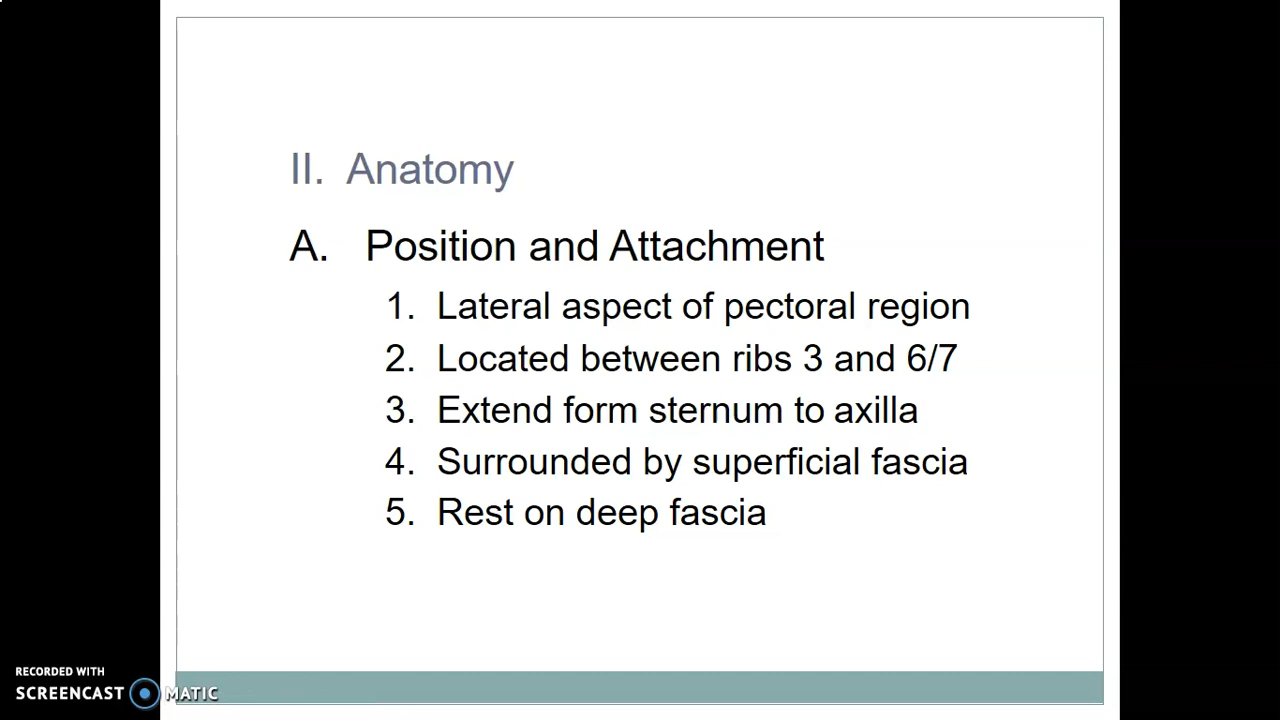 II. Anatomy
A. Position and Attachment
1. Lateral aspect of pectoral region
2. Located between ribs 3 and 6/7
3. Extend form sternum to axilla
4. Surrounded by superficial fascia
5. Rest on deep fascia
RECORDED WITH
SCREENCAST MATIC